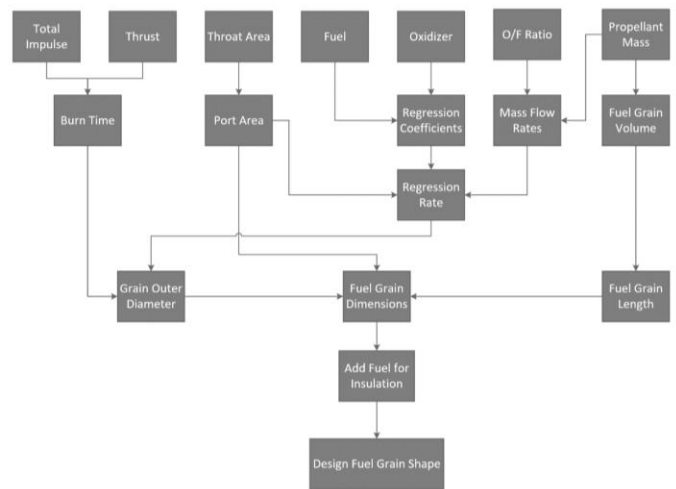 Total
Impulse
Thrust
Throat Area
Fuel
Oxidizer
O/F Ratio
Propellant
Mass
Burn Time
Port Area
Regression
Coefficients
Mass Flow
Rates
Fuel Grain
Volume
Regression
Rate
Grain Outer
Diameter
Fuel Grain
Dimensions
Fuel Grain
Length
Add Fuel for
Insulation
Design Fuel Grain Shape